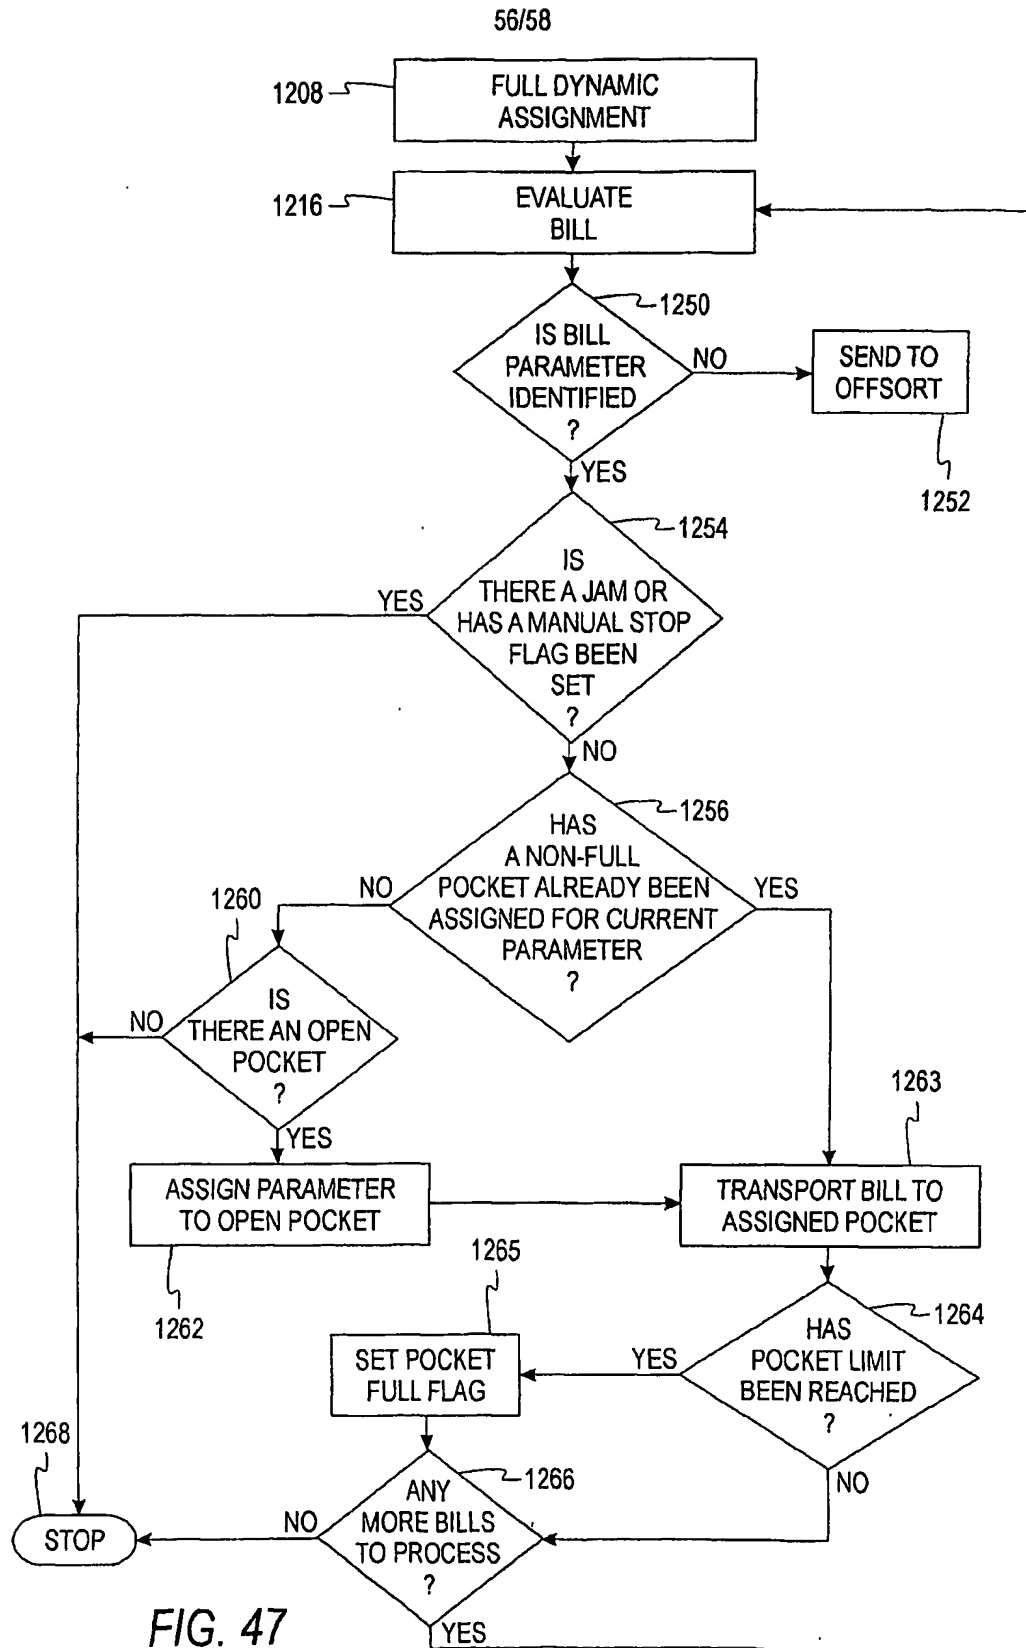 56/58
1208
FULL DYNAMIC
ASSIGNMENT
1216
EVALUATE
BILL
1250
IS BILL
PARAMETER
IDENTIFIED
?
NO
SEND TO
OFFSORT
1252
YES
1254
IS
THERE A JAM OR
HAS A MANUAL STOP
FLAG BEEN
SET
?
YES
NO
1256
HAS
A NON-FULL
POCKET ALREADY BEEN
ASSIGNED FOR CURRENT
PARAMETER
?
NO
YES
1260
IS
THERE AN OPEN
POCKET
?
NO
YES
1263
ASSIGN PARAMETER
TO OPEN POCKET
1262
TRANSPORT BILL TO
ASSIGNED POCKET
1265
1264
HAS
POCKET LIMIT
BEEN REACHED
?
YES
SET POCKET
FULL FLAG
NO
1268
STOP
1266
ANY
MORE BILLS
TO PROCESS
?
NO
YES
FIG. 47